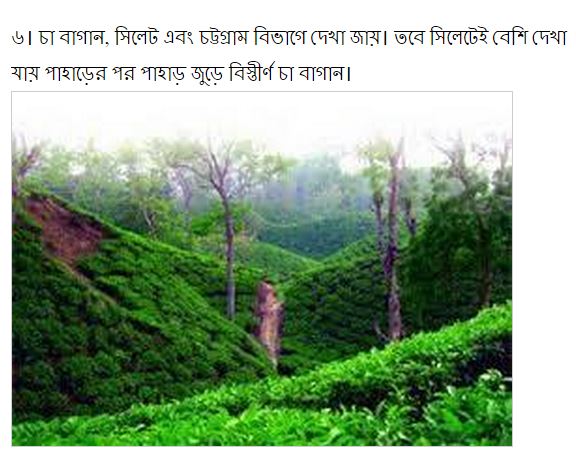 ৬। চা বাগান, সিলেট এবং চট্টগ্রাম বিভাগে দেখা জায়। তবে সিলেটেই বেশি দেখা
যায় পাহাড়ের পর পাহাড় জুড়ে বিস্তীর্ণ চা বাগান।